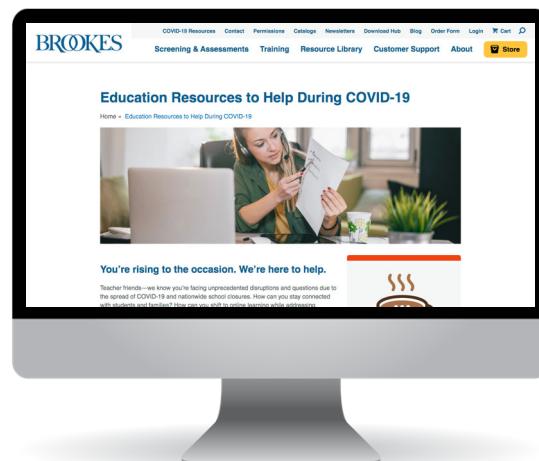 BROOKES
COVID-19 Resources Contact Permissions Catalogs Newsletters Download Hub Blog Order Form Login Cart
Screening & Assessments Training Resource Library Customer Support About Store
Education Resources to Help During COVID-19
Home » Education Resources to Help During COVID-19
You're rising to the occasion. We're here to help.
Teacher friends—we know you're facing unprecedented disruptions and questions due to
the spread of COVID-19 and nationwide school closures. How can you stay connected
with students and families? How can you shift to online learning while addressing